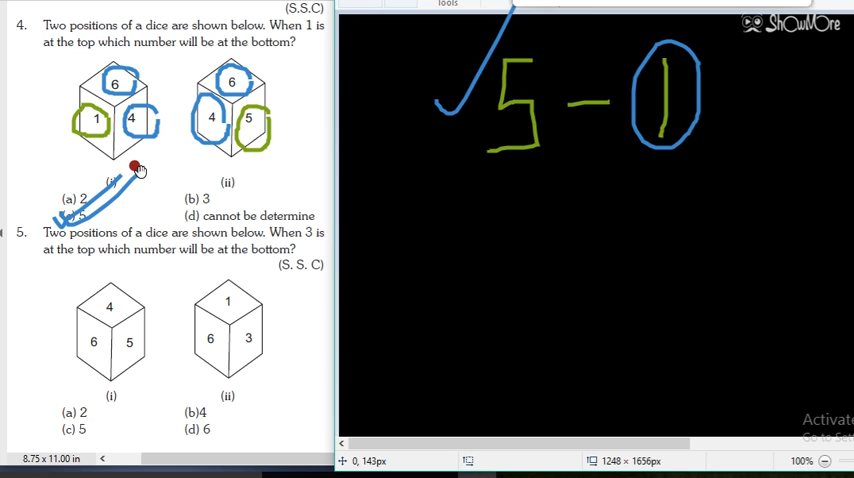 (S.S.C)
4. Two positions of a dice are shown below. When 1 is
at the top which number will be at the bottom?
6
1 4
6
4 5
(i) (ii)
(a) 2 (b) 3
(c) 5 (d) cannot be determine
5. Two positions of a dice are shown below. When 3 is
at the top which number will be at the bottom?
(S. S. C)
4
6 5
1
6 3
(i) (ii)
(a) 2 (b)4
(c) 5 (d) 6
8.75 x 11.00 in
Tools
ShowMore
5 - 1
Activate
0, 143px
1248 × 1656px
100%